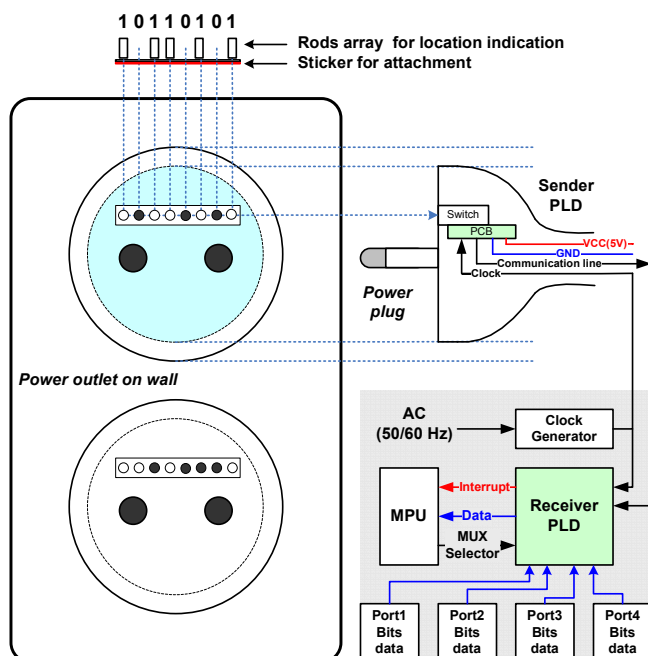 1 0 1 1 0 1 0 1
Rods array for location indication
Sticker for attachment
Sender
PLD
Switch
PCB
VCC(5V)
GND
Communication line
Clock
Power
plug
Power outlet on wall
AC
(50/60 Hz)
Clock
Generator
MPU
Interrupt
Data
MUX
Selector
Receiver
PLD
Port1
Bits
data
Port2
Bits
data
Port3
Bits
data
Port4
Bits
data